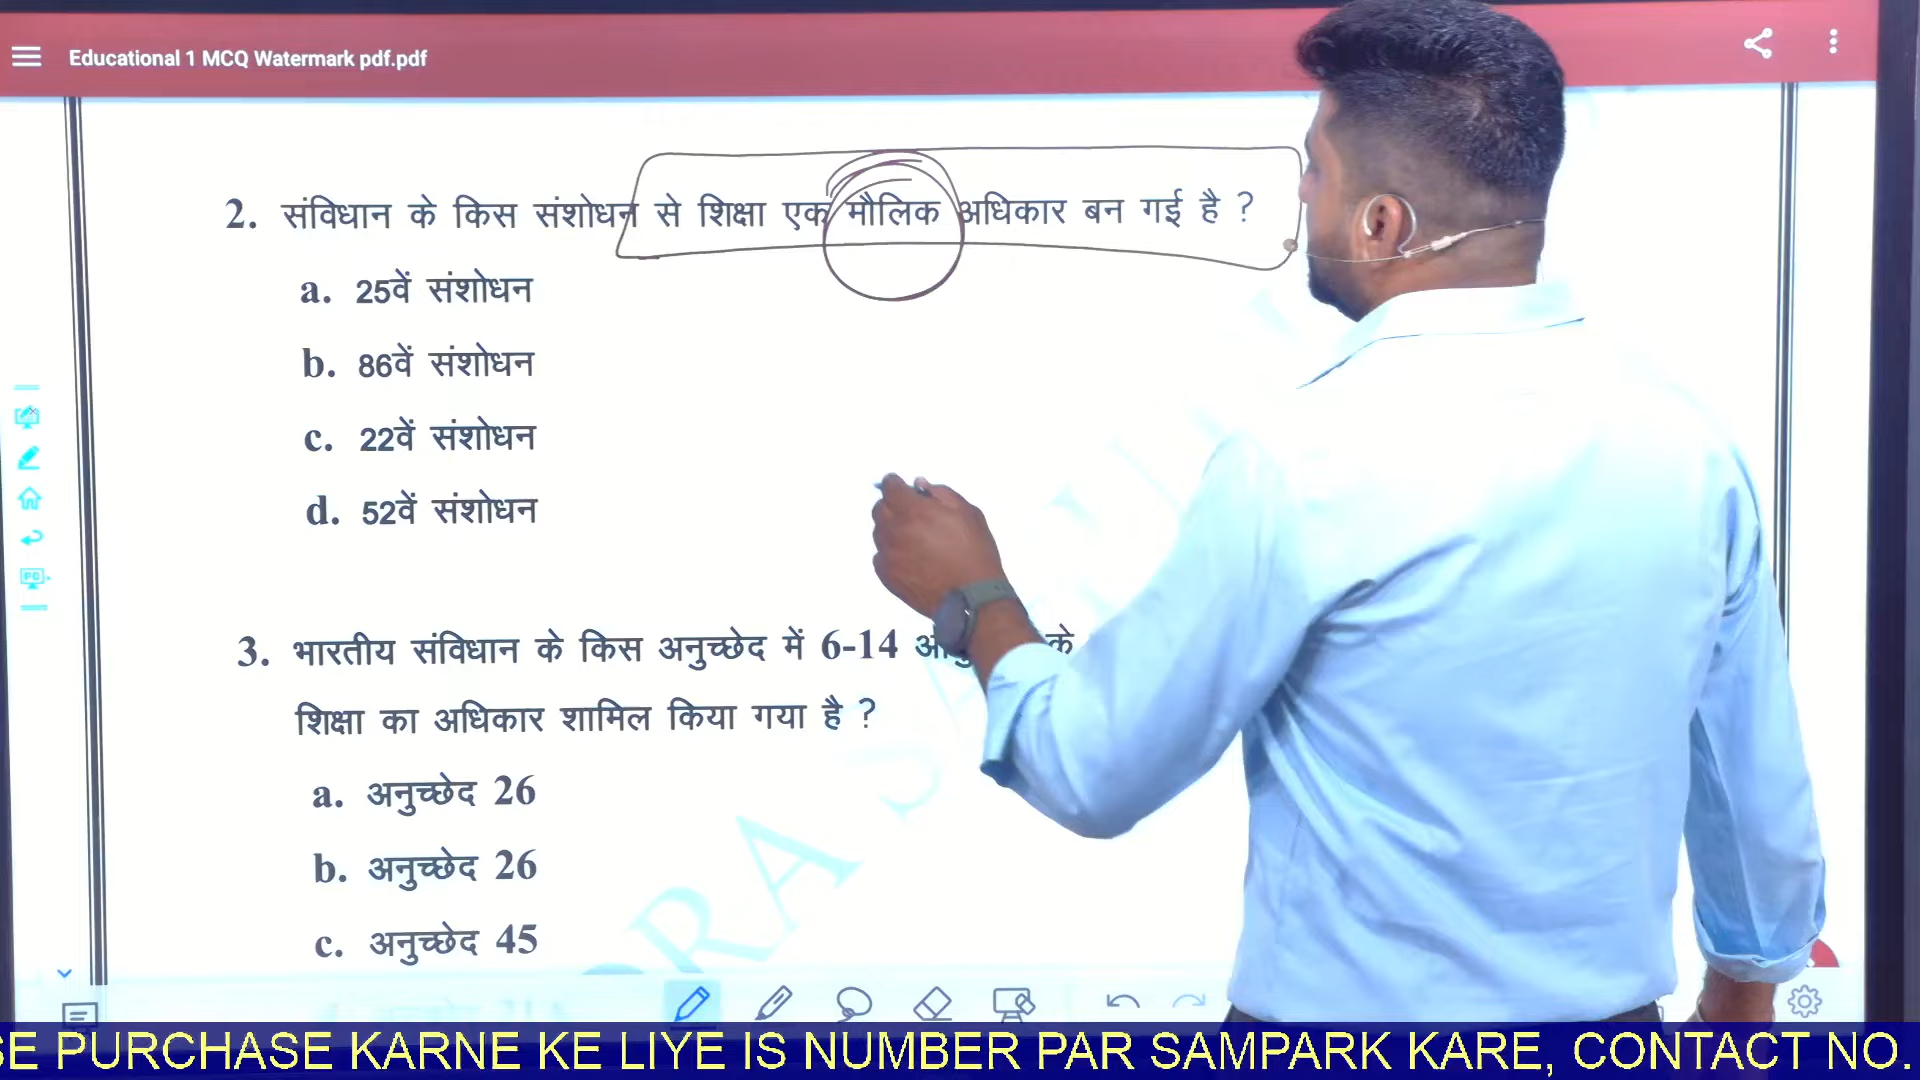 Educational 1 MCQ Watermark pdf.pdf
2. संविधान के किस संशोधन से शिक्षा एक मौलिक अधिकार बन गई है ?
a. 25वें संशोधन
b. 86वें संशोधन
c. 22वें संशोधन
d. 52वें संशोधन
3. भारतीय संविधान के किस अनुच्छेद में 6-14 के
शिक्षा का अधिकार शामिल किया गया है ?
a. अनुच्छेद 26
b. अनुच्छेद 26
c. अनुच्छेद 45
SE PURCHASE KARNE KE LIYE IS NUMBER PAR SAMPARK KARE, CONTACT NO.